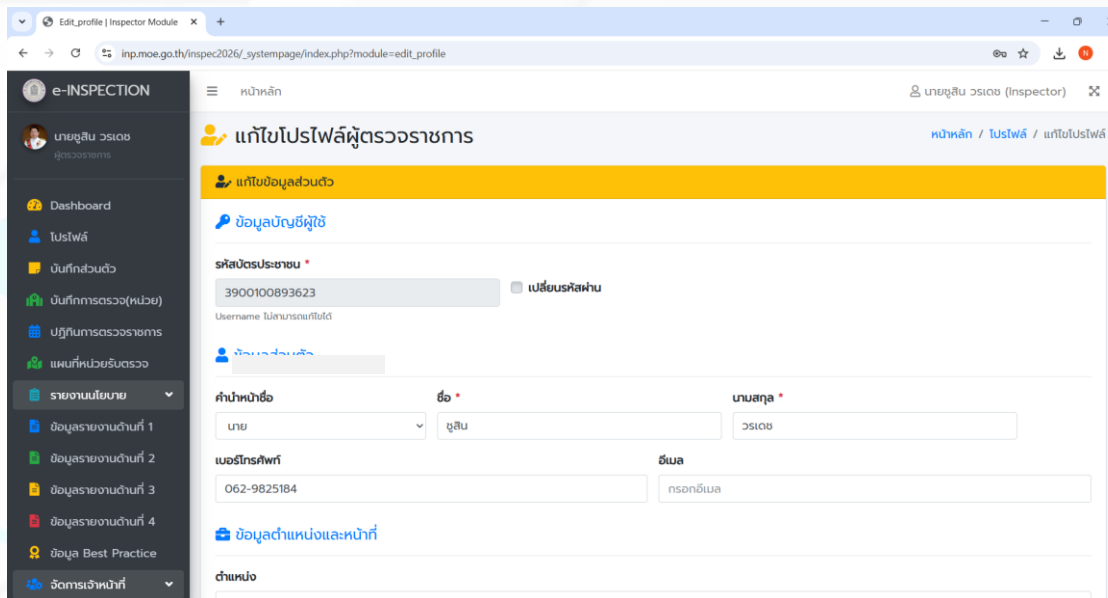 Edit_profile | Inspector Module
inp.moe.go.th/inspec2026/_systempage/index.php?module=edit_profile
N
e-INSPECTION
หน้าหลัก
นายชูสิน วรเดช (Inspector)
นายชูสิน วรเดช
ผู้ตรวจราชการ
แก้ไขโปรไฟล์ผู้ตรวจราชการ
หน้าหลัก / โปรไฟล์ / แก้ไขโปรไฟล์
แก้ไขข้อมูลส่วนตัว
Dashboard
โปรไฟล์
บันทึกส่วนตัว
บันทึกการตรวจ(หน่วย)
ปฏิทินการตรวจราชการ
แผนที่หน่วยรับตรวจ
รายงานนโยบาย
ข้อมูลรายงานด้านที่ 1
ข้อมูลรายงานด้านที่ 2
ข้อมูลรายงานด้านที่ 3
ข้อมูลรายงานด้านที่ 4
ข้อมูล Best Practice
จัดการเจ้าหน้าที่
ข้อมูลบัญชีผู้ใช้
รหัสบัตรประชาชน *
3900100893623
เปลี่ยนรหัสผ่าน
Username ไม่สามารถแก้ไขได้
คำนำหน้าชื่อ
ชื่อ *
นามสกุล *
นาย
ชูสิน
วรเดช
เบอร์โทรศัพท์
อีเมล
062-9825184
กรอกอีเมล
ข้อมูลตำแหน่งและหน้าที่
ตำแหน่ง